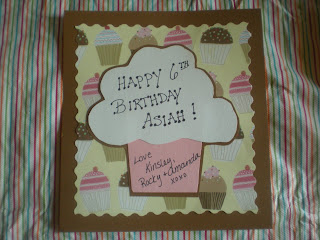 HAPPY 6TH
BIRTHDAY
ASIAH!
Love
Kinsley,
Rocky + Amanda
xoxo